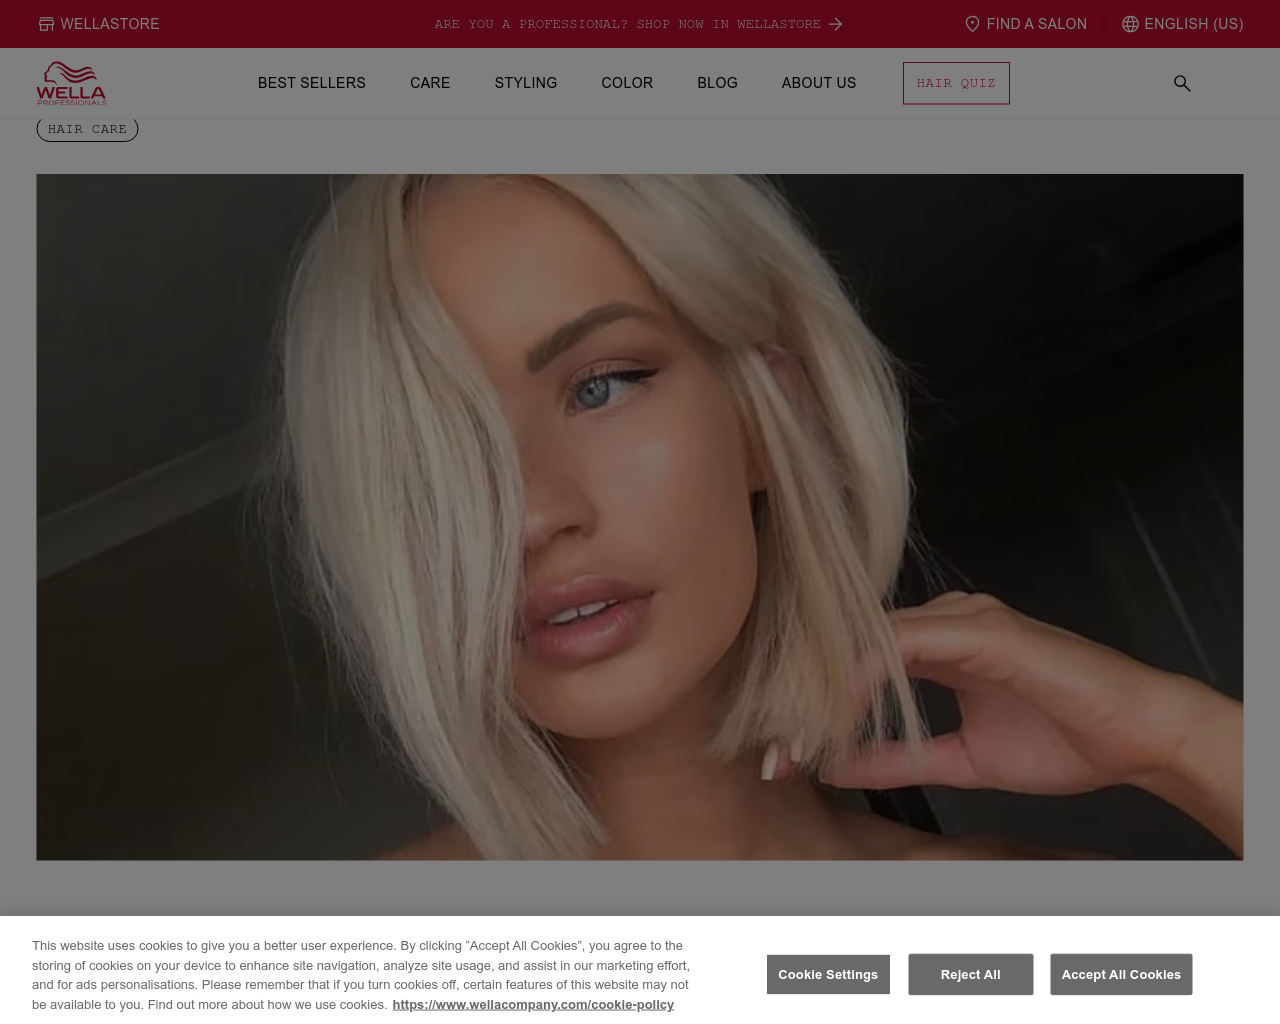 WELLASTORE
ARE YOU A PROFESSIONAL? SHOP NOW IN WELLASTORE
FIND A SALON
ENGLISH (US)
WELLA
PROFESSIONALS
BEST SELLERS
CARE
STYLING
COLOR
BLOG
ABOUT US
HAIR QUIZ
HAIR CARE
This website uses cookies to give you a better user experience. By clicking “Accept All Cookies”, you agree to the
storing of cookies on your device to enhance site navigation, analyze site usage, and assist in our marketing effort,
and for ads personalisations. Please remember that if you turn cookies off, certain features of this website may not
be available to you. Find out more about how we use cookies. https://www.wellacompany.com/cookie-policy
Cookie Settings
Reject All
Accept All Cookies